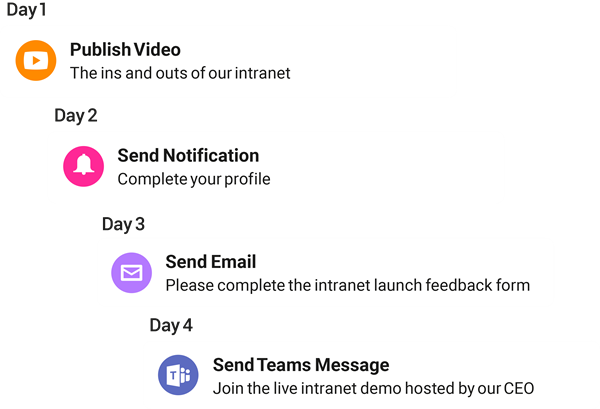 Day 1
Publish Video
The ins and outs of our intranet
Day 2
Send Notification
Complete your profile
Day 3
Send Email
Please complete the intranet launch feedback form
Day 4
T
Send Teams Message
Join the live intranet demo hosted by our CEO